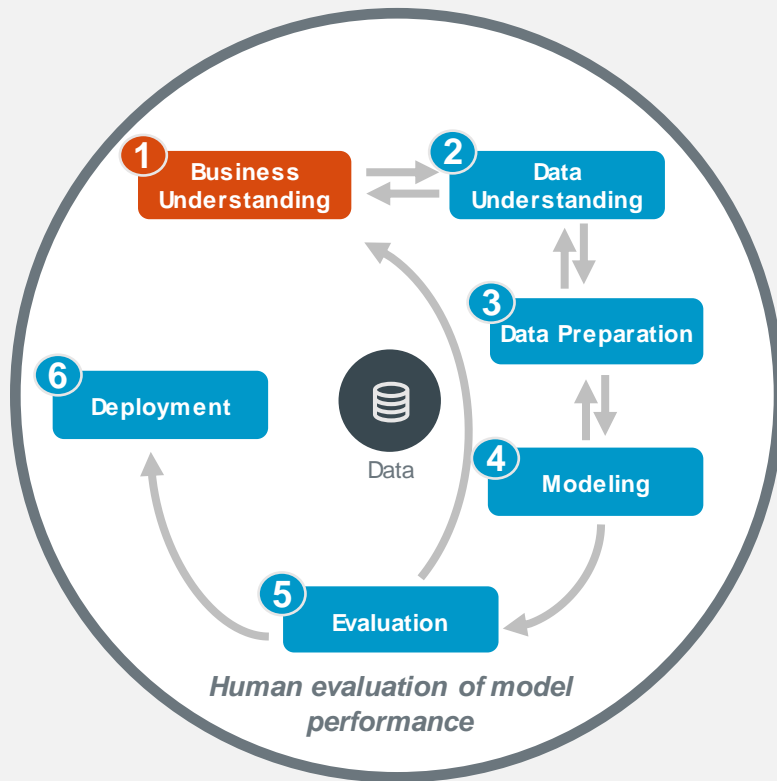 1
Business
Understanding
2
Data
Understanding
3
Data Preparation
6
Deployment
Data
4
Modeling
5
Evaluation
Human evaluation of model
performance